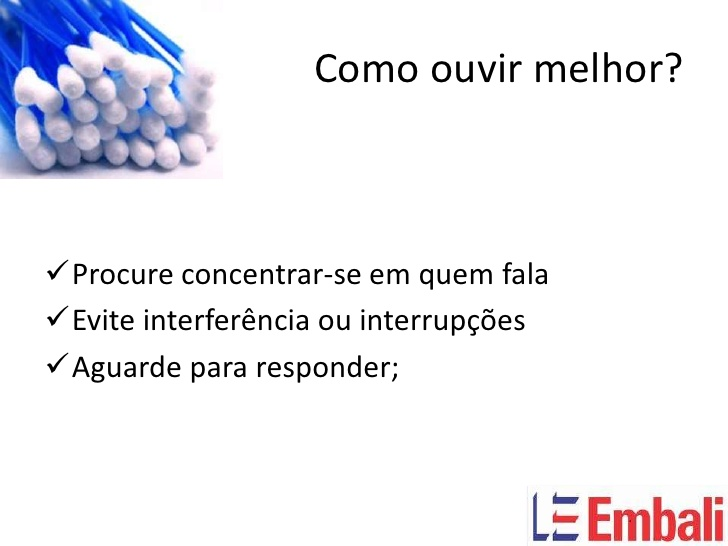 Como ouvir melhor?
✓Procure concentrar-se em quem fala
✓Evite interferência ou interrupções
✓Aguarde para responder;
LE Embali